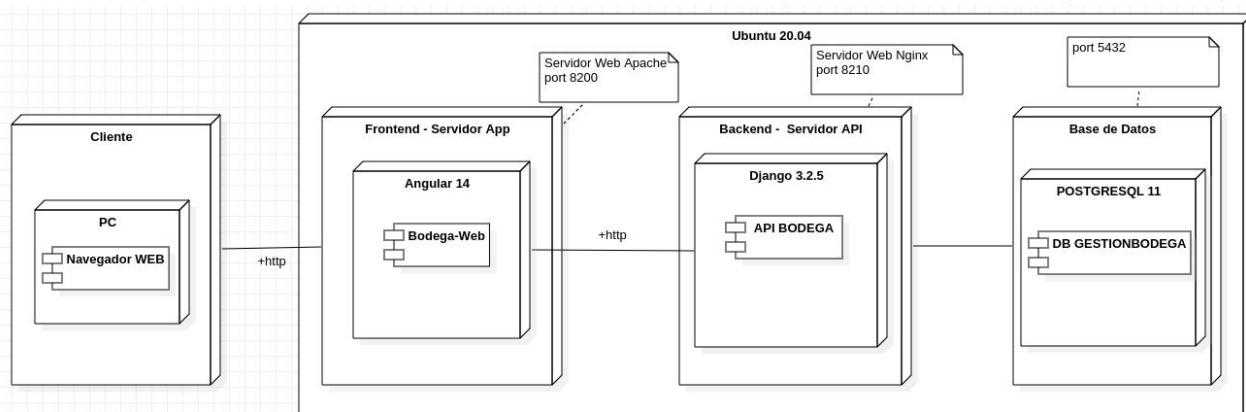 Ubuntu 20.04
Servidor Web Apache
port 8200
Servidor Web Nginx
port 8210
port 5432
Cliente
PC
Navegador WEB
+http
Frontend - Servidor App
Angular 14
Bodega-Web
+http
Backend - Servidor API
Django 3.2.5
API BODEGA
Base de Datos
POSTGRESQL 11
DB GESTIONBODEGA